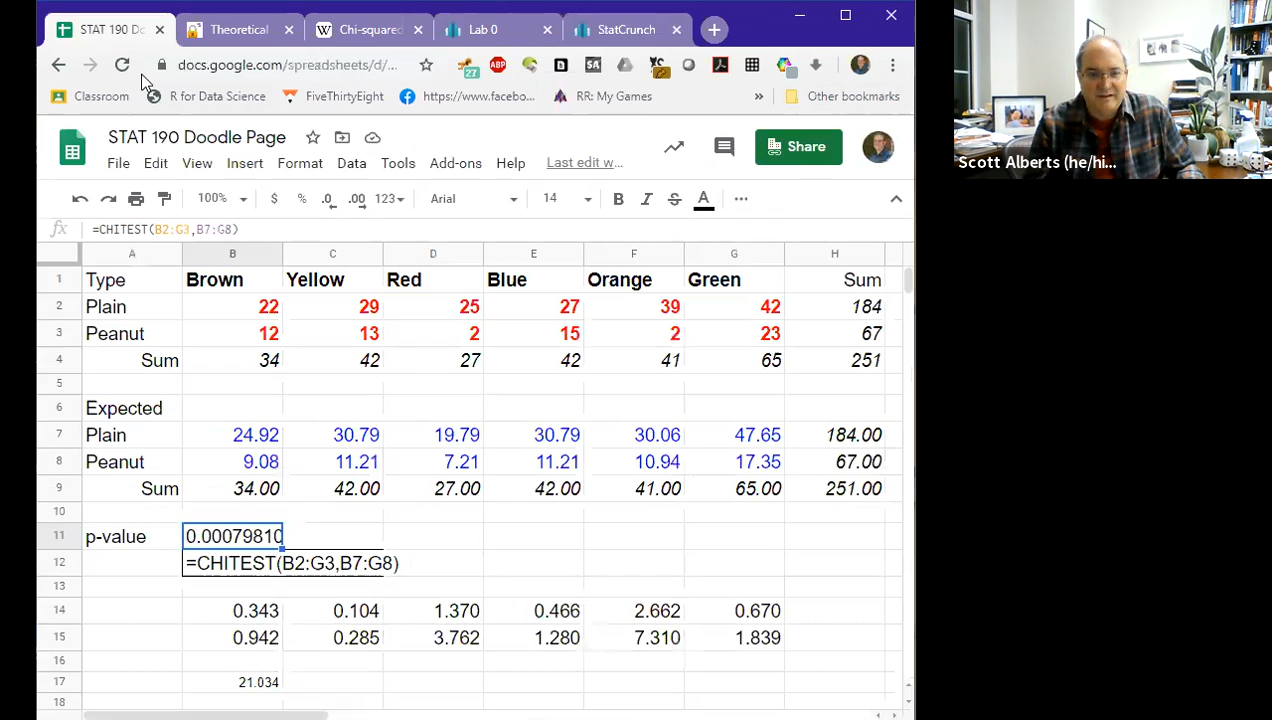 STAT 190 Do
Theoretical
Chi-squared
Lab 0
StatCrunch
docs.google.com/spreadsheets/d/...
27
ABP
Classroom
R for Data Science
FiveThirtyEight
https://www.facebo...
RR: My Games
»
Other bookmarks
STAT 190 Doodle Page
File Edit View Insert Format Data Tools Add-ons Help Last edit w...
Share
100% $ % .0 .00 123 Arial 14 B I S A
fx =CHITEST(B2:G3,B7:G8)
A B C D E F G H
1 Type Brown Yellow Red Blue Orange Green Sum
2 Plain 22 29 25 27 39 42 184
3 Peanut 12 13 2 15 2 23 67
4 Sum 34 42 27 42 41 65 251
5
6 Expected
7 Plain 24.92 30.79 19.79 30.79 30.06 47.65 184.00
8 Peanut 9.08 11.21 7.21 11.21 10.94 17.35 67.00
9 Sum 34.00 42.00 27.00 42.00 41.00 65.00 251.00
10
11 p-value 0.00079810
12 =CHITEST(B2:G3,B7:G8)
13
14 0.343 0.104 1.370 0.466 2.662 0.670
15 0.942 0.285 3.762 1.280 7.310 1.839
16
17 21.034
18
Scott Alberts (he/hi...